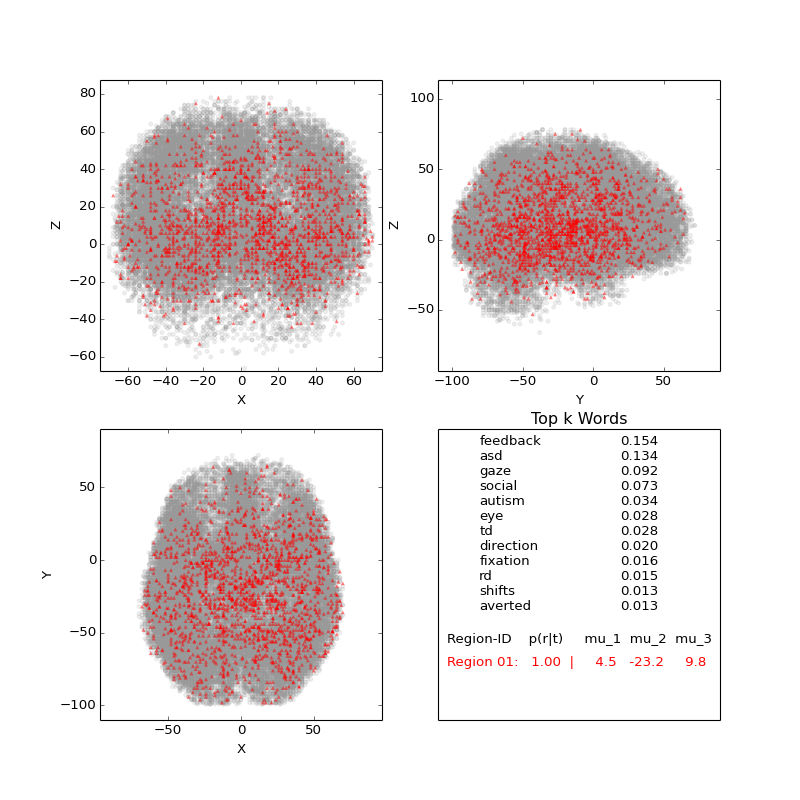 80
60
40
20
0
−20
−40
−60
Z
−60 −40 −20 0 20 40 60
X
100
50
0
−50
Z
−100 −50 0 50
Y
50
0
−50
−100
Y
−50 0 50
X
Top k Words
feedback 0.154
asd 0.134
gaze 0.092
social 0.073
autism 0.034
eye 0.028
td 0.028
direction 0.020
fixation 0.016
rd 0.015
shifts 0.013
averted 0.013
Region-ID p(r|t) mu_1 mu_2 mu_3
Region 01: 1.00 | 4.5 -23.2 9.8